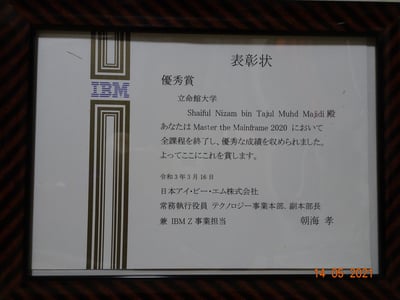 表彰状
優秀賞
立命館大学
Shaiful Nizam bin Tajul Muhd Majidi 殿
あなたは Master the Mainframe 2020 において
全課程を終了し、優秀な成績を収められました。
よってここにこれを賞します。
IBM
令和3年3月16日
日本アイ・ビー・エム株式会社
常務執行役員 テクノロジー事業本部、副本部長
兼 IBM Z 事業担当 朝海 孝
14 09 2021